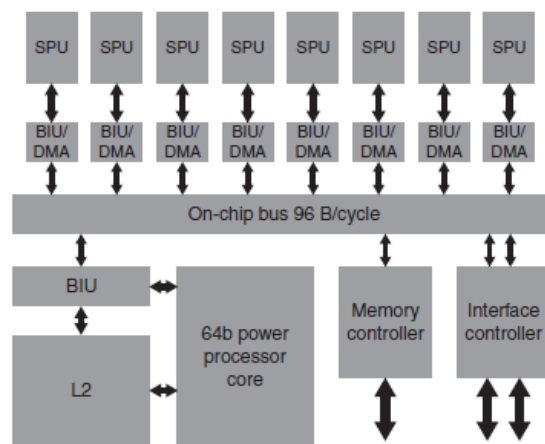 SPU SPU SPU SPU SPU SPU SPU SPU
BIU/ BIU/ BIU/ BIU/ BIU/ BIU/ BIU/ BIU/
DMA DMA DMA DMA DMA DMA DMA DMA
On-chip bus 96 B/cycle
BIU
64b power
processor
core
L2
Memory
controller
Interface
controller